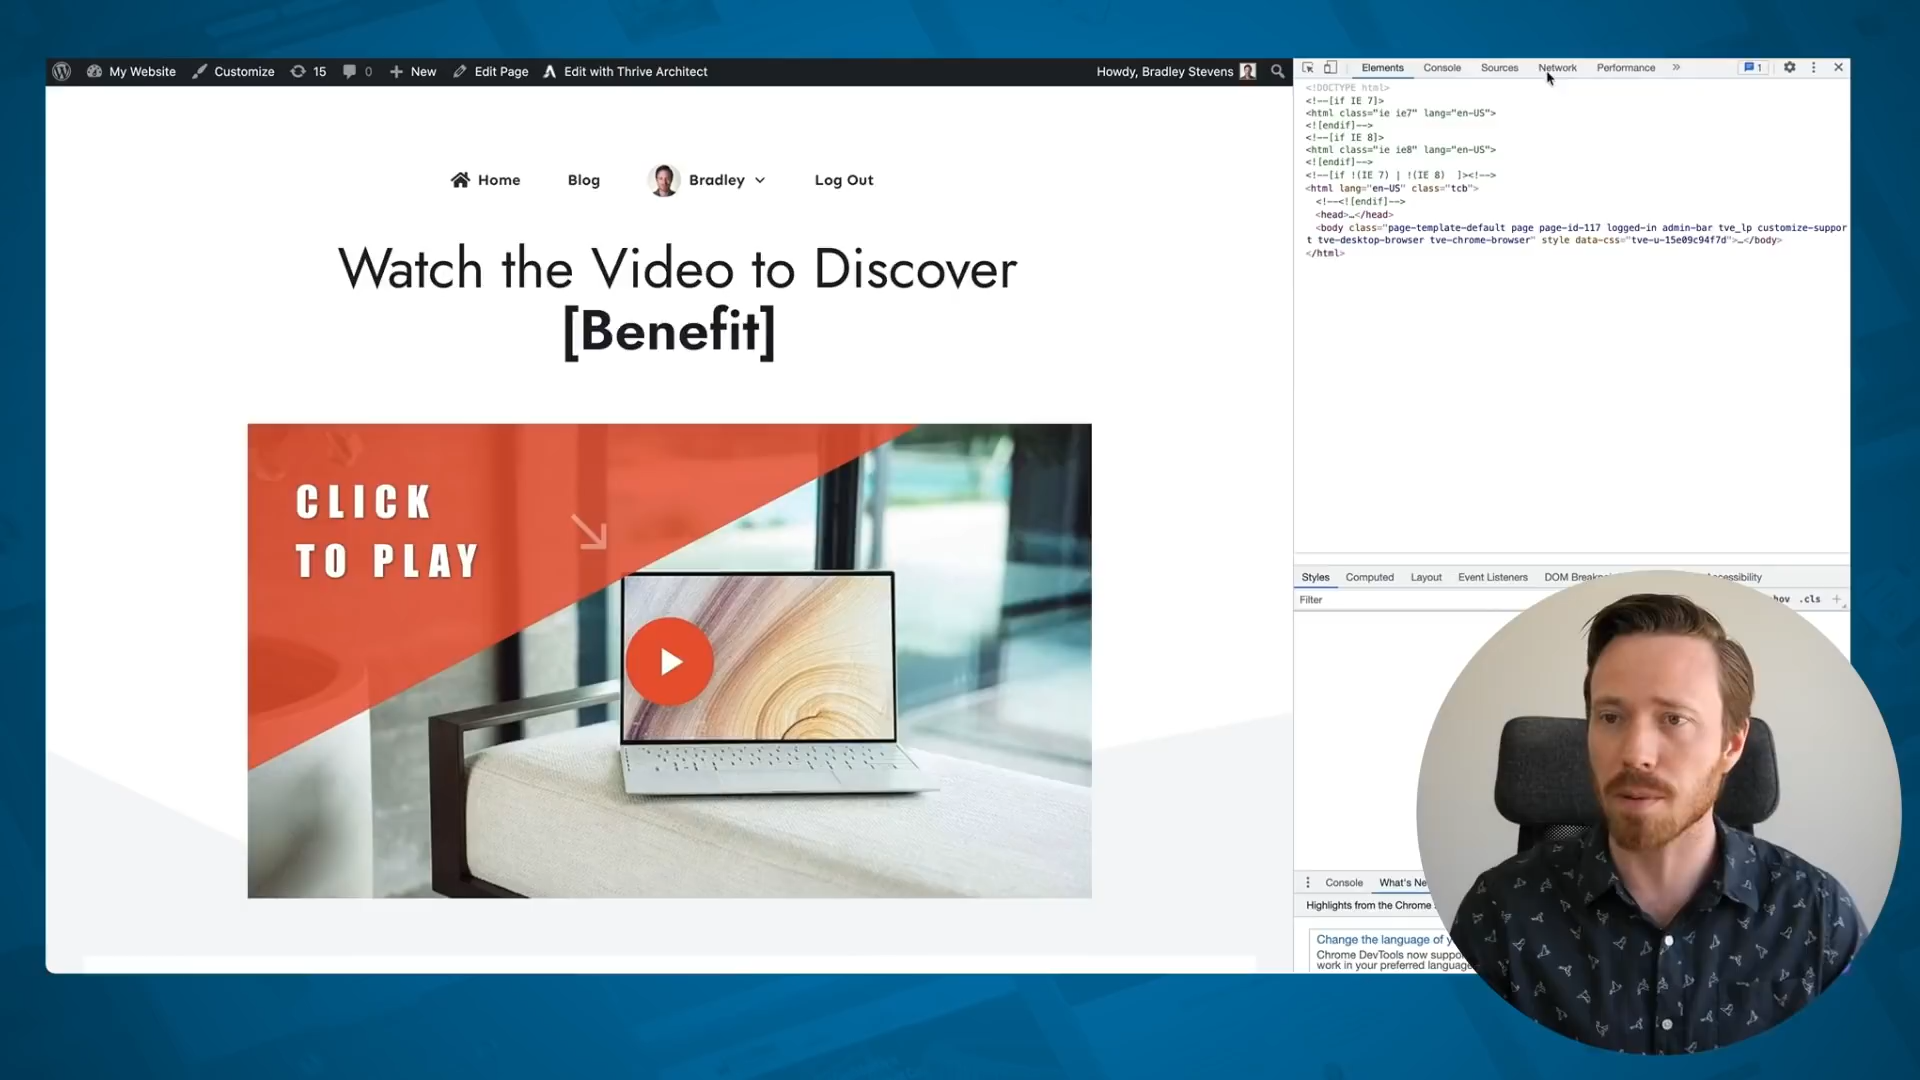 My Website Customize 15 0 New Edit Page Edit with Thrive Architect Howdy, Bradley Stevens
Elements Console Sources Network Performance » 1
<!DOCTYPE html>
<!--[if IE 7]>
<html class="ie ie7" lang="en-US">
<![endif]-->
<!--[if IE 8]>
<html class="ie ie8" lang="en-US">
<![endif]-->
<!--[if !(IE 7) | !(IE 8)  ]><!-->
<html lang="en-US" class="tcb">
<!--<![endif]-->
<head>…</head>
<body class="page-template-default page page-id-117 logged-in admin-bar tve_lp customize-suppor
t tve-desktop-browser tve-chrome-browser" style data-css="tve-u-15e09c94f7d">…</body>
</html>
Home Blog Bradley Log Out
Watch the Video to Discover
[Benefit]
CLICK
TO PLAY
Styles Computed Layout Event Listeners DOM Breakp
Filter .cls +
Console What's Ne
Highlights from the Chrome
Change the language of y
Chrome DevTools now suppo
work in your preferred language